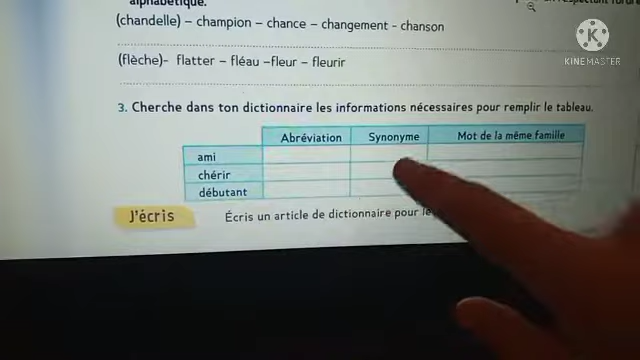 alphabétique.
(chandelle) – champion – chance – changement - chanson
(flèche)- flatter – fléau –fleur – fleurir
3. Cherche dans ton dictionnaire les informations nécessaires pour remplir le tableau.
Abréviation Synonyme Mot de la même famille
ami
chérir
débutant
J'écris Écris un article de dictionnaire pour le
KINEMASTER